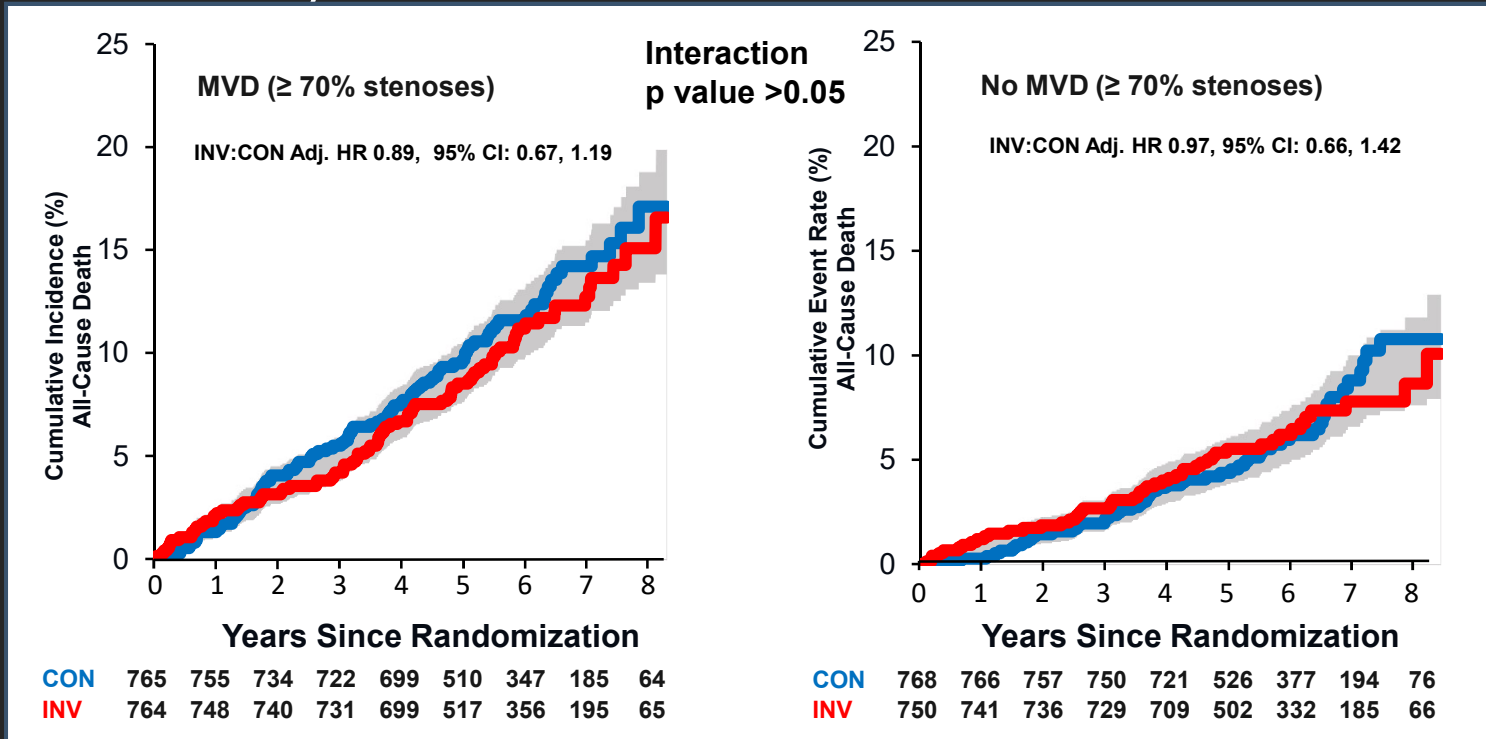 Interaction
p value >0.05
MVD (≥ 70% stenoses)
INV:CON Adj. HR 0.89, 95% CI: 0.67, 1.19
Cumulative Incidence (%)
All-Cause Death
25
20
15
10
5
0
0 1 2 3 4 5 6 7 8
Years Since Randomization
CON 765 755 734 722 699 510 347 185 64
INV 764 748 740 731 699 517 356 195 65
No MVD (≥ 70% stenoses)
INV:CON Adj. HR 0.97, 95% CI: 0.66, 1.42
Cumulative Event Rate (%)
All-Cause Death
25
20
15
10
5
0
0 1 2 3 4 5 6 7 8
Years Since Randomization
CON 768 766 757 750 721 526 377 194 76
INV 750 741 736 729 709 502 332 185 66